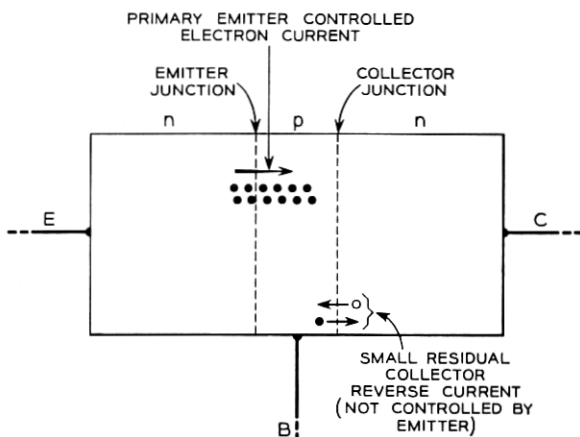 PRIMARY EMITTER CONTROLLED
ELECTRON CURRENT
EMITTER
JUNCTION
COLLECTOR
JUNCTION
n
p
n
E
C
SMALL RESIDUAL
COLLECTOR
REVERSE CURRENT
(NOT CONTROLLED BY
EMITTER)
B